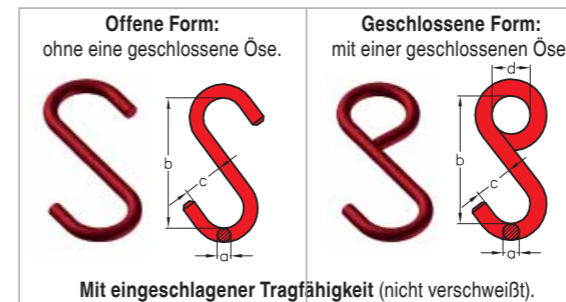 Offene Form:
ohne eine geschlossene Öse.
b
c
a
Geschlossene Form:
mit einer geschlossenen Öse
d
b
c
a
Mit eingeschlagener Tragfähigkeit (nicht verschweißt).